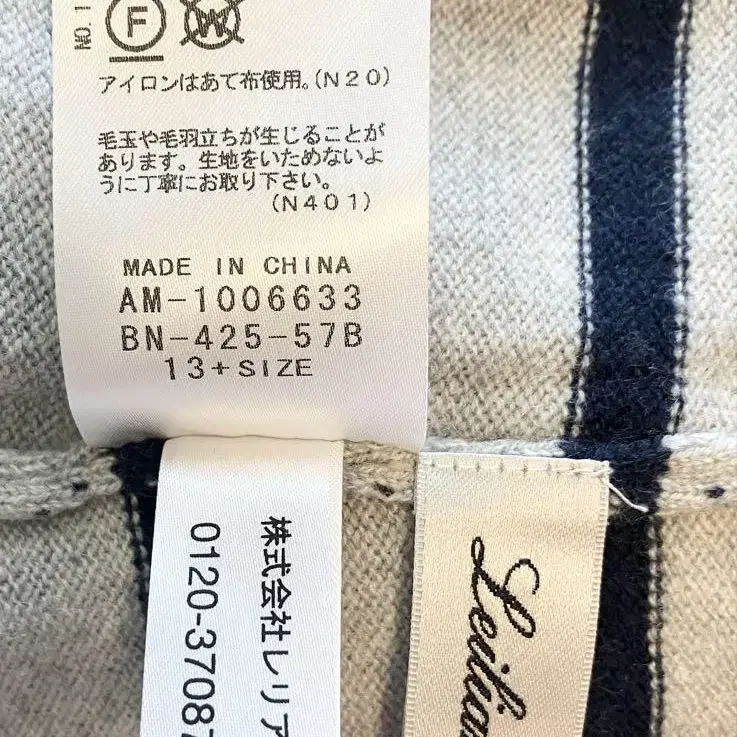 NO. 1
F
W
アイロンはあて布使用。(N20)
毛玉や毛羽立ちが生じることが
あります。生地をいためないよ
うに丁寧にお取り下さい。
(N401)
MADE IN CHINA
AM-1006633
BN-425-57B
13+SIZE
株式会社レリア
0120-37087
Leilia